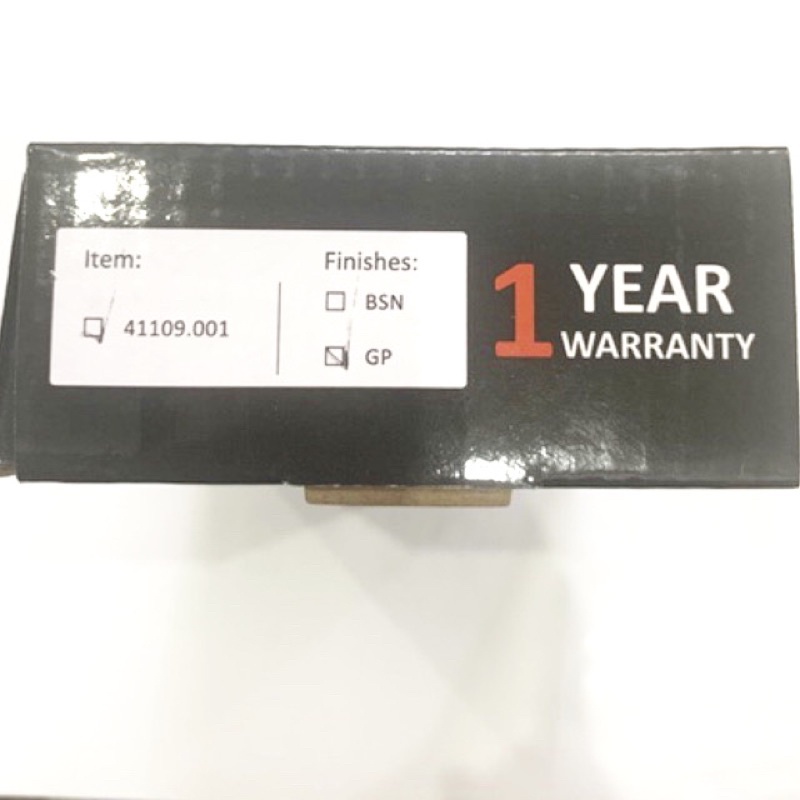 Item:
41109.001
Finishes:
BSN
GP
1 YEAR
WARRANTY